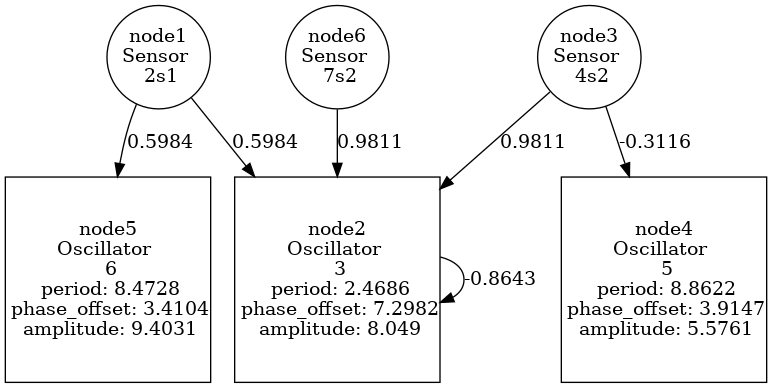 node1
Sensor
2s1
node6
Sensor
7s2
node3
Sensor
4s2
0.5984
0.5984
0.9811
0.9811
-0.3116
node5
Oscillator
6
period: 8.4728
phase_offset: 3.4104
amplitude: 9.4031
node2
Oscillator
3
period: 2.4686
phase_offset: 7.2982
amplitude: 8.049
-0.8643
node4
Oscillator
5
period: 8.8622
phase_offset: 3.9147
amplitude: 5.5761